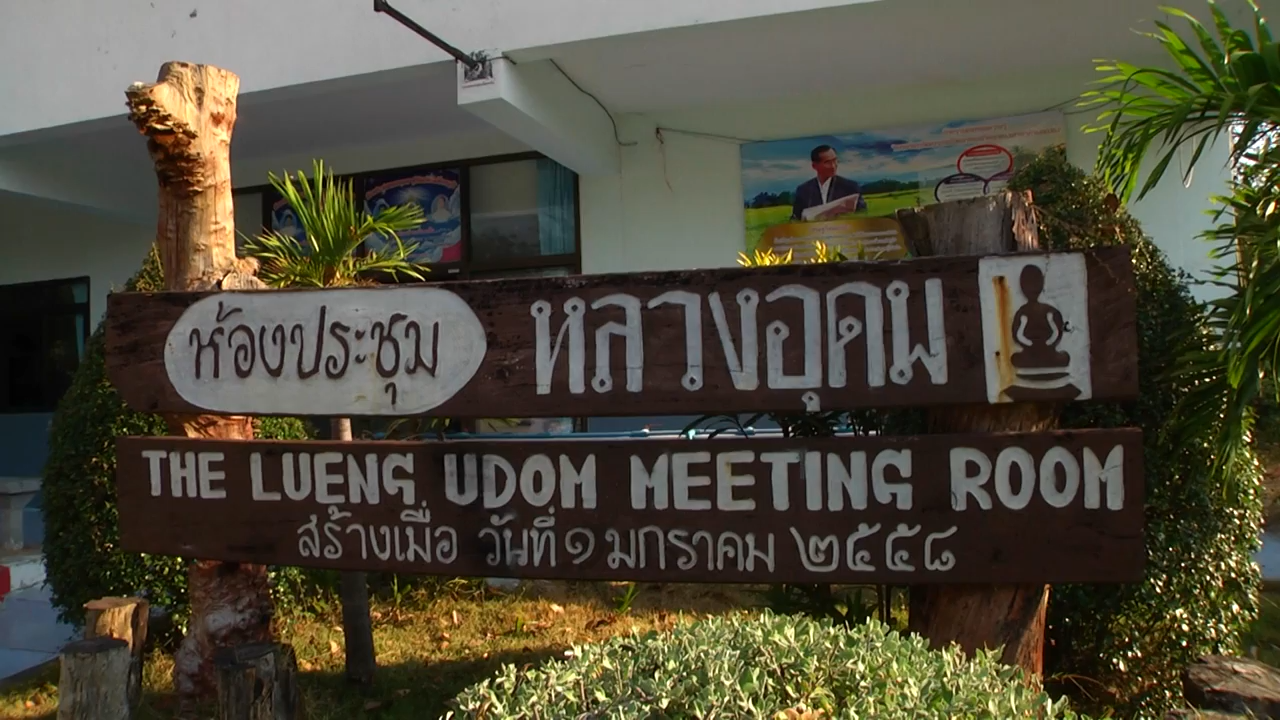 ห้องประชุม หลวงอุดม
THE LUENG UDOM MEETING ROOM
สร้างเมื่อ วันที่ ๑ มกราคม ๒๕๕๘